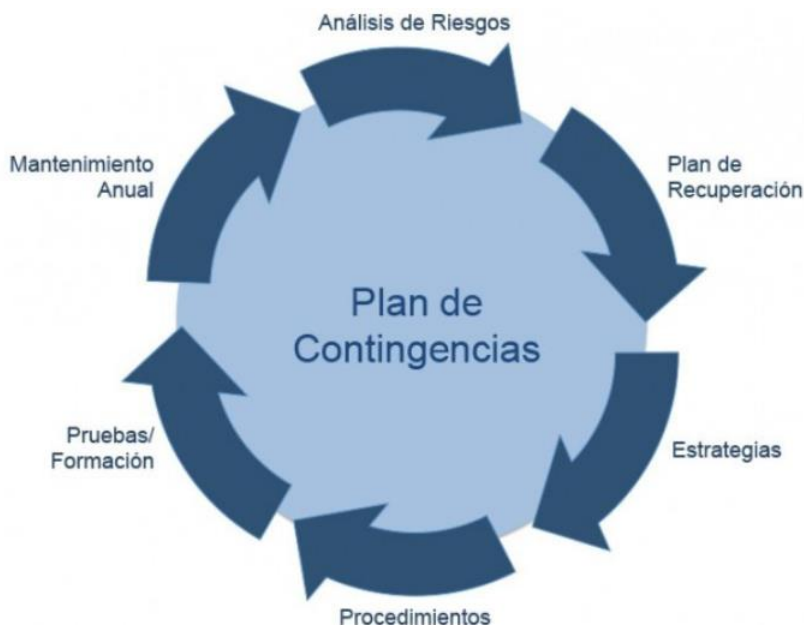 Análisis de Riesgos
Plan de
Recuperación
Estrategias
Procedimientos
Pruebas/
Formación
Mantenimiento
Anual
Plan de
Contingencias